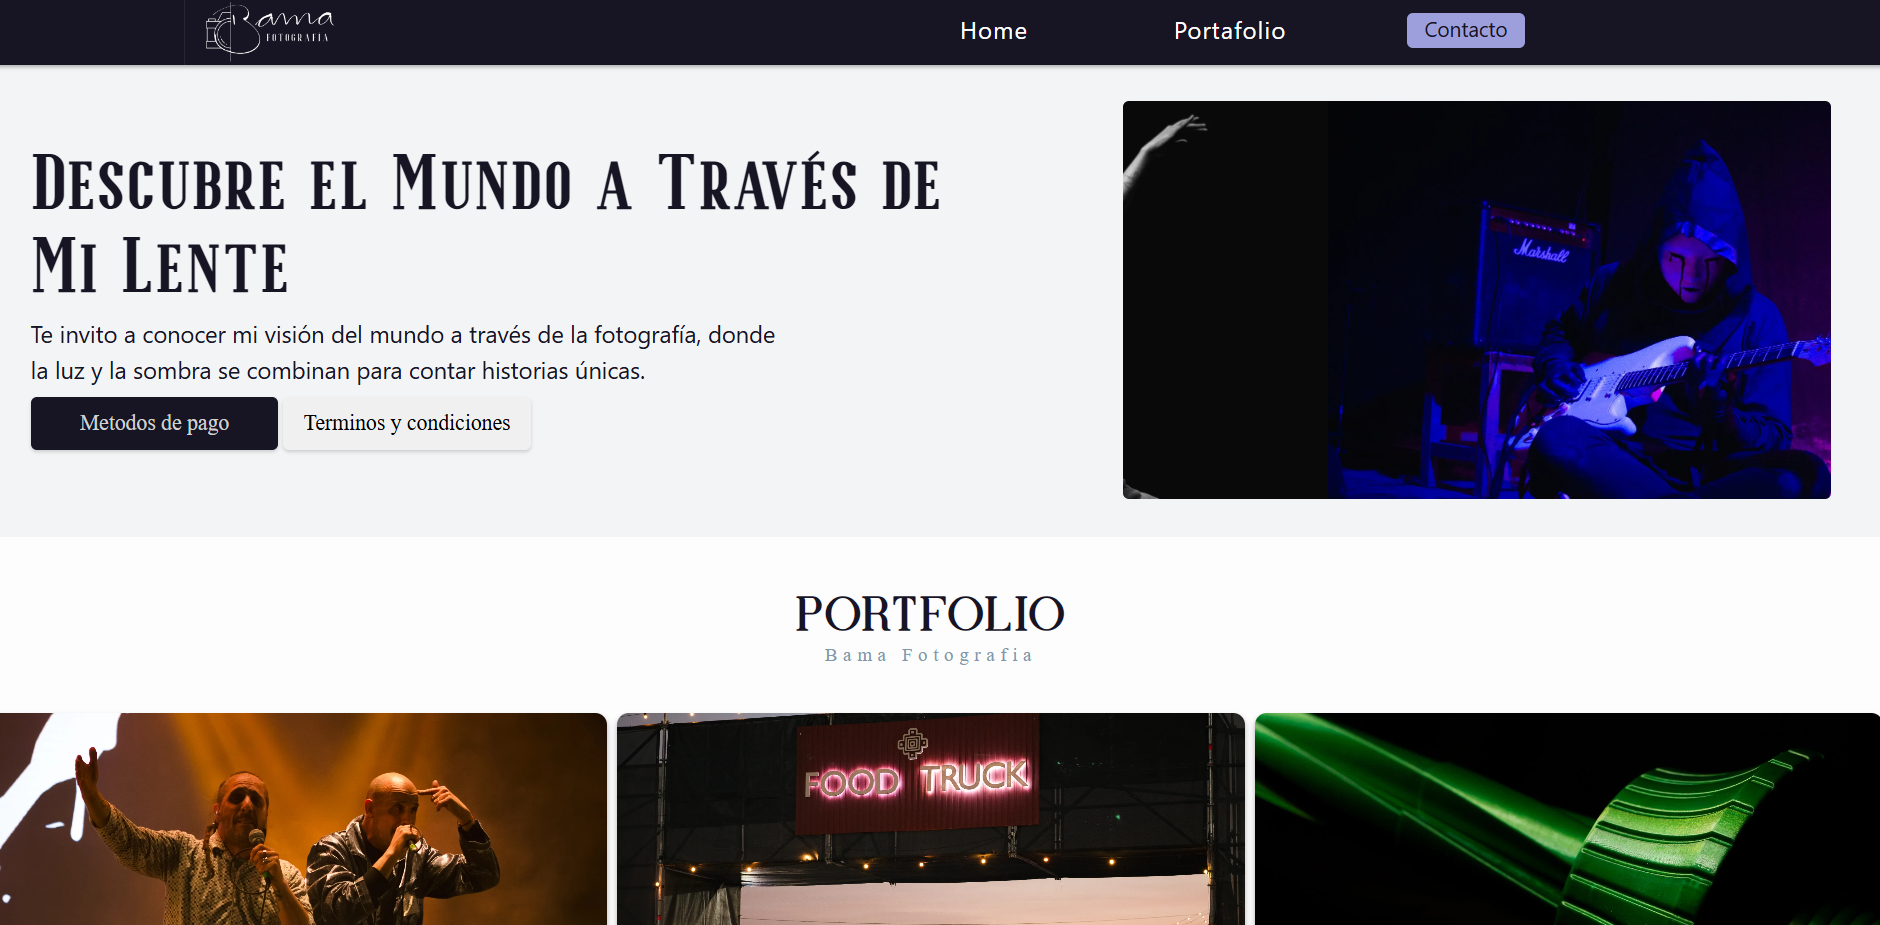 Bama
FOTOGRAFIA
Home
Portafolio
Contacto
Descubre el Mundo a Través de
Mi Lente
Te invito a conocer mi visión del mundo a través de la fotografía, donde
la luz y la sombra se combinan para contar historias únicas.
Metodos de pago
Terminos y condiciones
Marshall
PORTFOLIO
Bama Fotografia
FOOD TRUCK